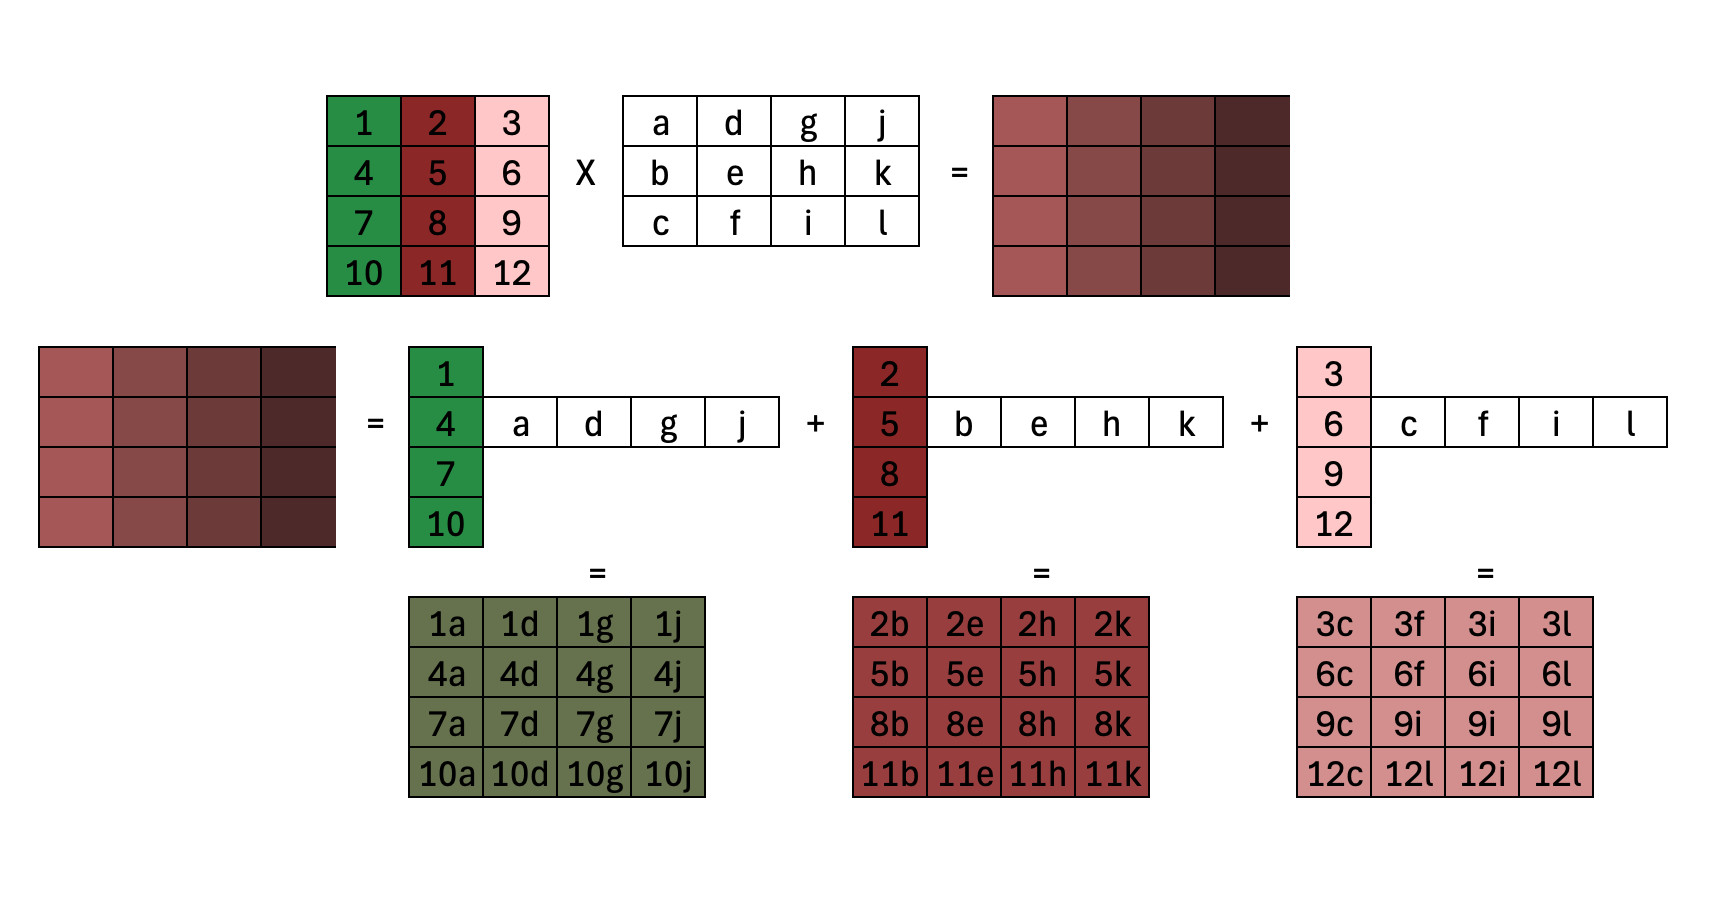 1 2 3 a d g j
4 5 6 X b e h k =
7 8 9 c f i l
10 11 12
1 2 3
= 4 a d g j + 5 b e h k + 6 c f i l
7 8 9
10 11 12
= = =
1a 1d 1g 1j 2b 2e 2h 2k 3c 3f 3i 3l
4a 4d 4g 4j 5b 5e 5h 5k 6c 6f 6i 6l
7a 7d 7g 7j 8b 8e 8h 8k 9c 9i 9i 9l
10a 10d 10g 10j 11b 11e 11h 11k 12c 12l 12i 12l